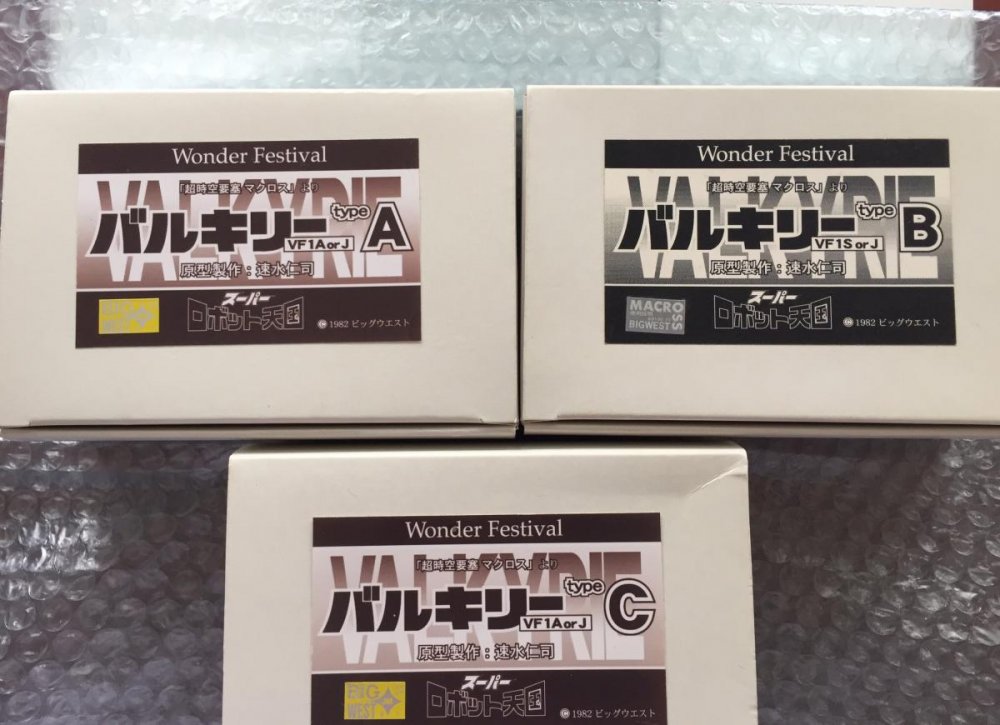 Wonder Festival
VALKYRIE
「超時空要塞 マクロス」より
バルキリー type A
VF1A or J
原型製作：速水仁司
BIG WEST
スーパー
ロボット天国
© 1982 ビッグウエスト
Wonder Festival
VALKYRIE
「超時空要塞 マクロス」より
バルキリー type B
VF1S or J
原型製作：速水仁司
MACROSS
BIGWEST
スーパー
ロボット天国
© 1982 ビッグウエスト
Wonder Festival
VALKYRIE
「超時空要塞 マクロス」より
バルキリー type C
VF1A or J
原型製作：速水仁司
BIG WEST
スーパー
ロボット天国
© 1982 ビッグウエスト